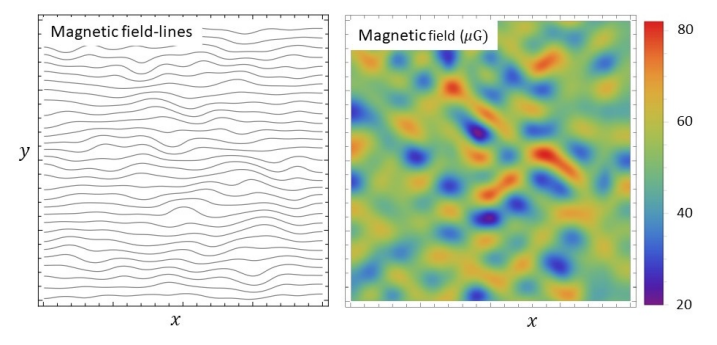 Magnetic field-lines
y
x
Magnetic field (μG)
x
80
60
40
20